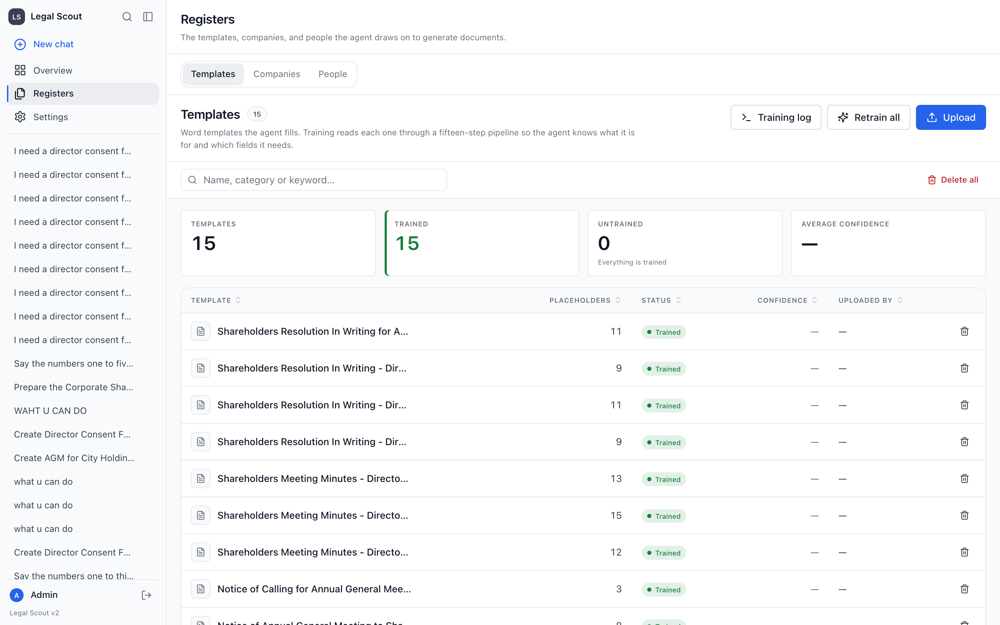 LS Legal Scout
New chat
Overview
Registers
Settings
I need a director consent f...
I need a director consent f...
I need a director consent f...
I need a director consent f...
I need a director consent f...
I need a director consent f...
I need a director consent f...
I need a director consent f...
I need a director consent f...
Say the numbers one to fiv...
Prepare the Corporate Sha...
WAHT U CAN DO
Create Director Consent F...
Create AGM for City Holdin...
what u can do
what u can do
what u can do
Create Director Consent F...
Say the numbers one to thi...
A Admin
Legal Scout v2
Registers
The templates, companies, and people the agent draws on to generate documents.
Templates Companies People
Templates 15
Word templates the agent fills. Training reads each one through a fifteen-step pipeline so the agent knows what it is
for and which fields it needs.
Training log Retrain all Upload
Name, category or keyword...
Delete all
TEMPLATES
15
TRAINED
15
UNTRAINED
0
Everything is trained
AVERAGE CONFIDENCE
—
TEMPLATE PLACEHOLDERS STATUS CONFIDENCE UPLOADED BY
Shareholders Resolution In Writing for A... 11 Trained — —
Shareholders Resolution In Writing - Dir... 9 Trained — —
Shareholders Resolution In Writing - Dir... 11 Trained — —
Shareholders Resolution In Writing - Dir... 9 Trained — —
Shareholders Meeting Minutes - Directo... 13 Trained — —
Shareholders Meeting Minutes - Directo... 15 Trained — —
Shareholders Meeting Minutes - Directo... 12 Trained — —
Notice of Calling for Annual General Mee... 3 Trained — —
Notice of Annual General Meeting to Sha... 8 Trained